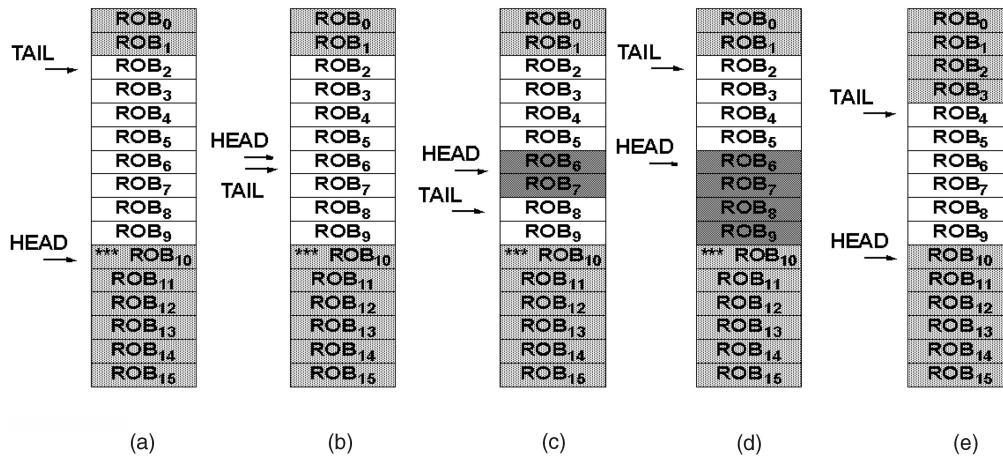 TAIL
HEAD
ROB0
ROB1
ROB2
ROB3
ROB4
ROB5
ROB6
ROB7
ROB8
ROB9
*** ROB10
ROB11
ROB12
ROB13
ROB14
ROB15
(a)
HEAD
TAIL
ROB0
ROB1
ROB2
ROB3
ROB4
ROB5
ROB6
ROB7
ROB8
ROB9
*** ROB10
ROB11
ROB12
ROB13
ROB14
ROB15
(b)
HEAD
TAIL
ROB0
ROB1
ROB2
ROB3
ROB4
ROB5
ROB6
ROB7
ROB8
ROB9
*** ROB10
ROB11
ROB12
ROB13
ROB14
ROB15
(c)
TAIL
HEAD
ROB0
ROB1
ROB2
ROB3
ROB4
ROB5
ROB6
ROB7
ROB8
ROB9
*** ROB10
ROB11
ROB12
ROB13
ROB14
ROB15
(d)
TAIL
HEAD
ROB0
ROB1
ROB2
ROB3
ROB4
ROB5
ROB6
ROB7
ROB8
ROB9
ROB10
ROB11
ROB12
ROB13
ROB14
ROB15
(e)